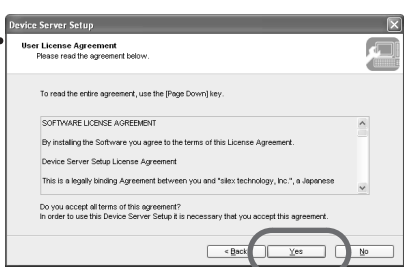 Device Server Setup
User License Agreement
Please read the agreement below.
To read the entire agreement, use the [Page Down] key.
SOFTWARE LICENSE AGREEMENT
By installing the Software you agree to the terms of this License Agreement.
Device Server Setup License Agreement
This is a legally binding Agreement between you and "silex technology, Inc.", a Japanese
Do you accept all terms of this agreement?
In order to use this Device Server Setup it is necessary that you accept this agreement.
< Back Yes No